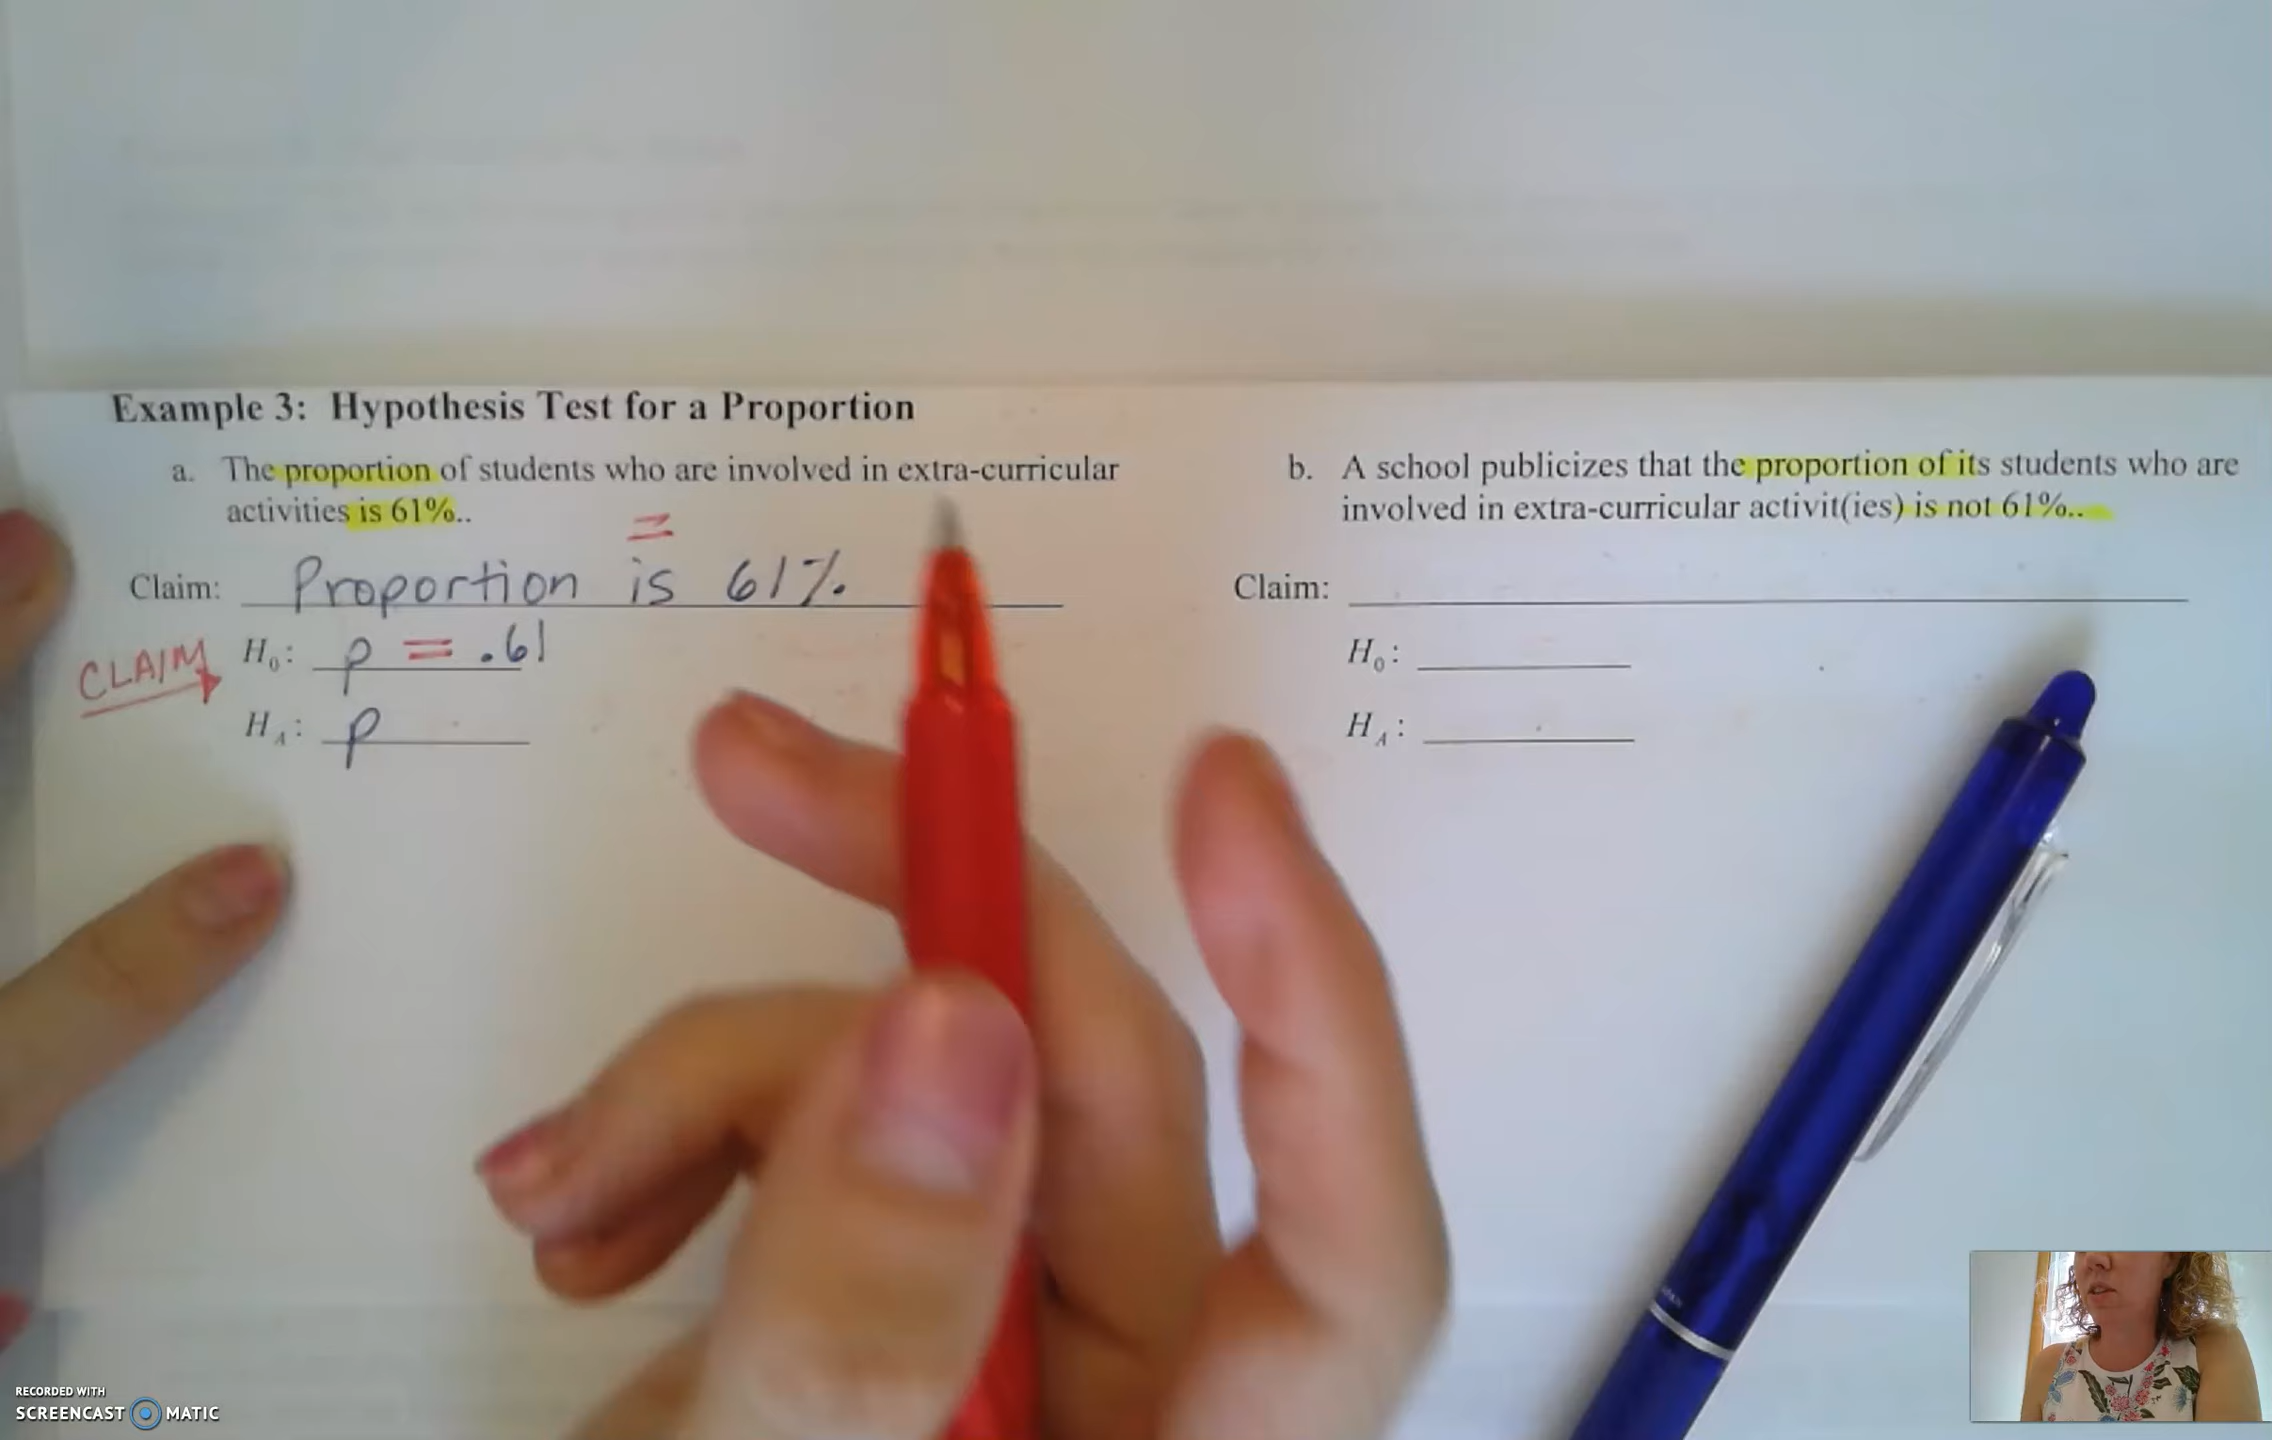 Example 3: Hypothesis Test for a Proportion
a. The proportion of students who are involved in extra-curricular
activities is 61%..
=
Claim: Proportion is 61%
CLAIM
H₀: p = .61
H_A: p
b. A school publicizes that the proportion of its students who are
involved in extra-curricular activit(ies) is not 61%..
Claim:
H₀:
H_A:
RECORDED WITH
SCREENCAST MATIC